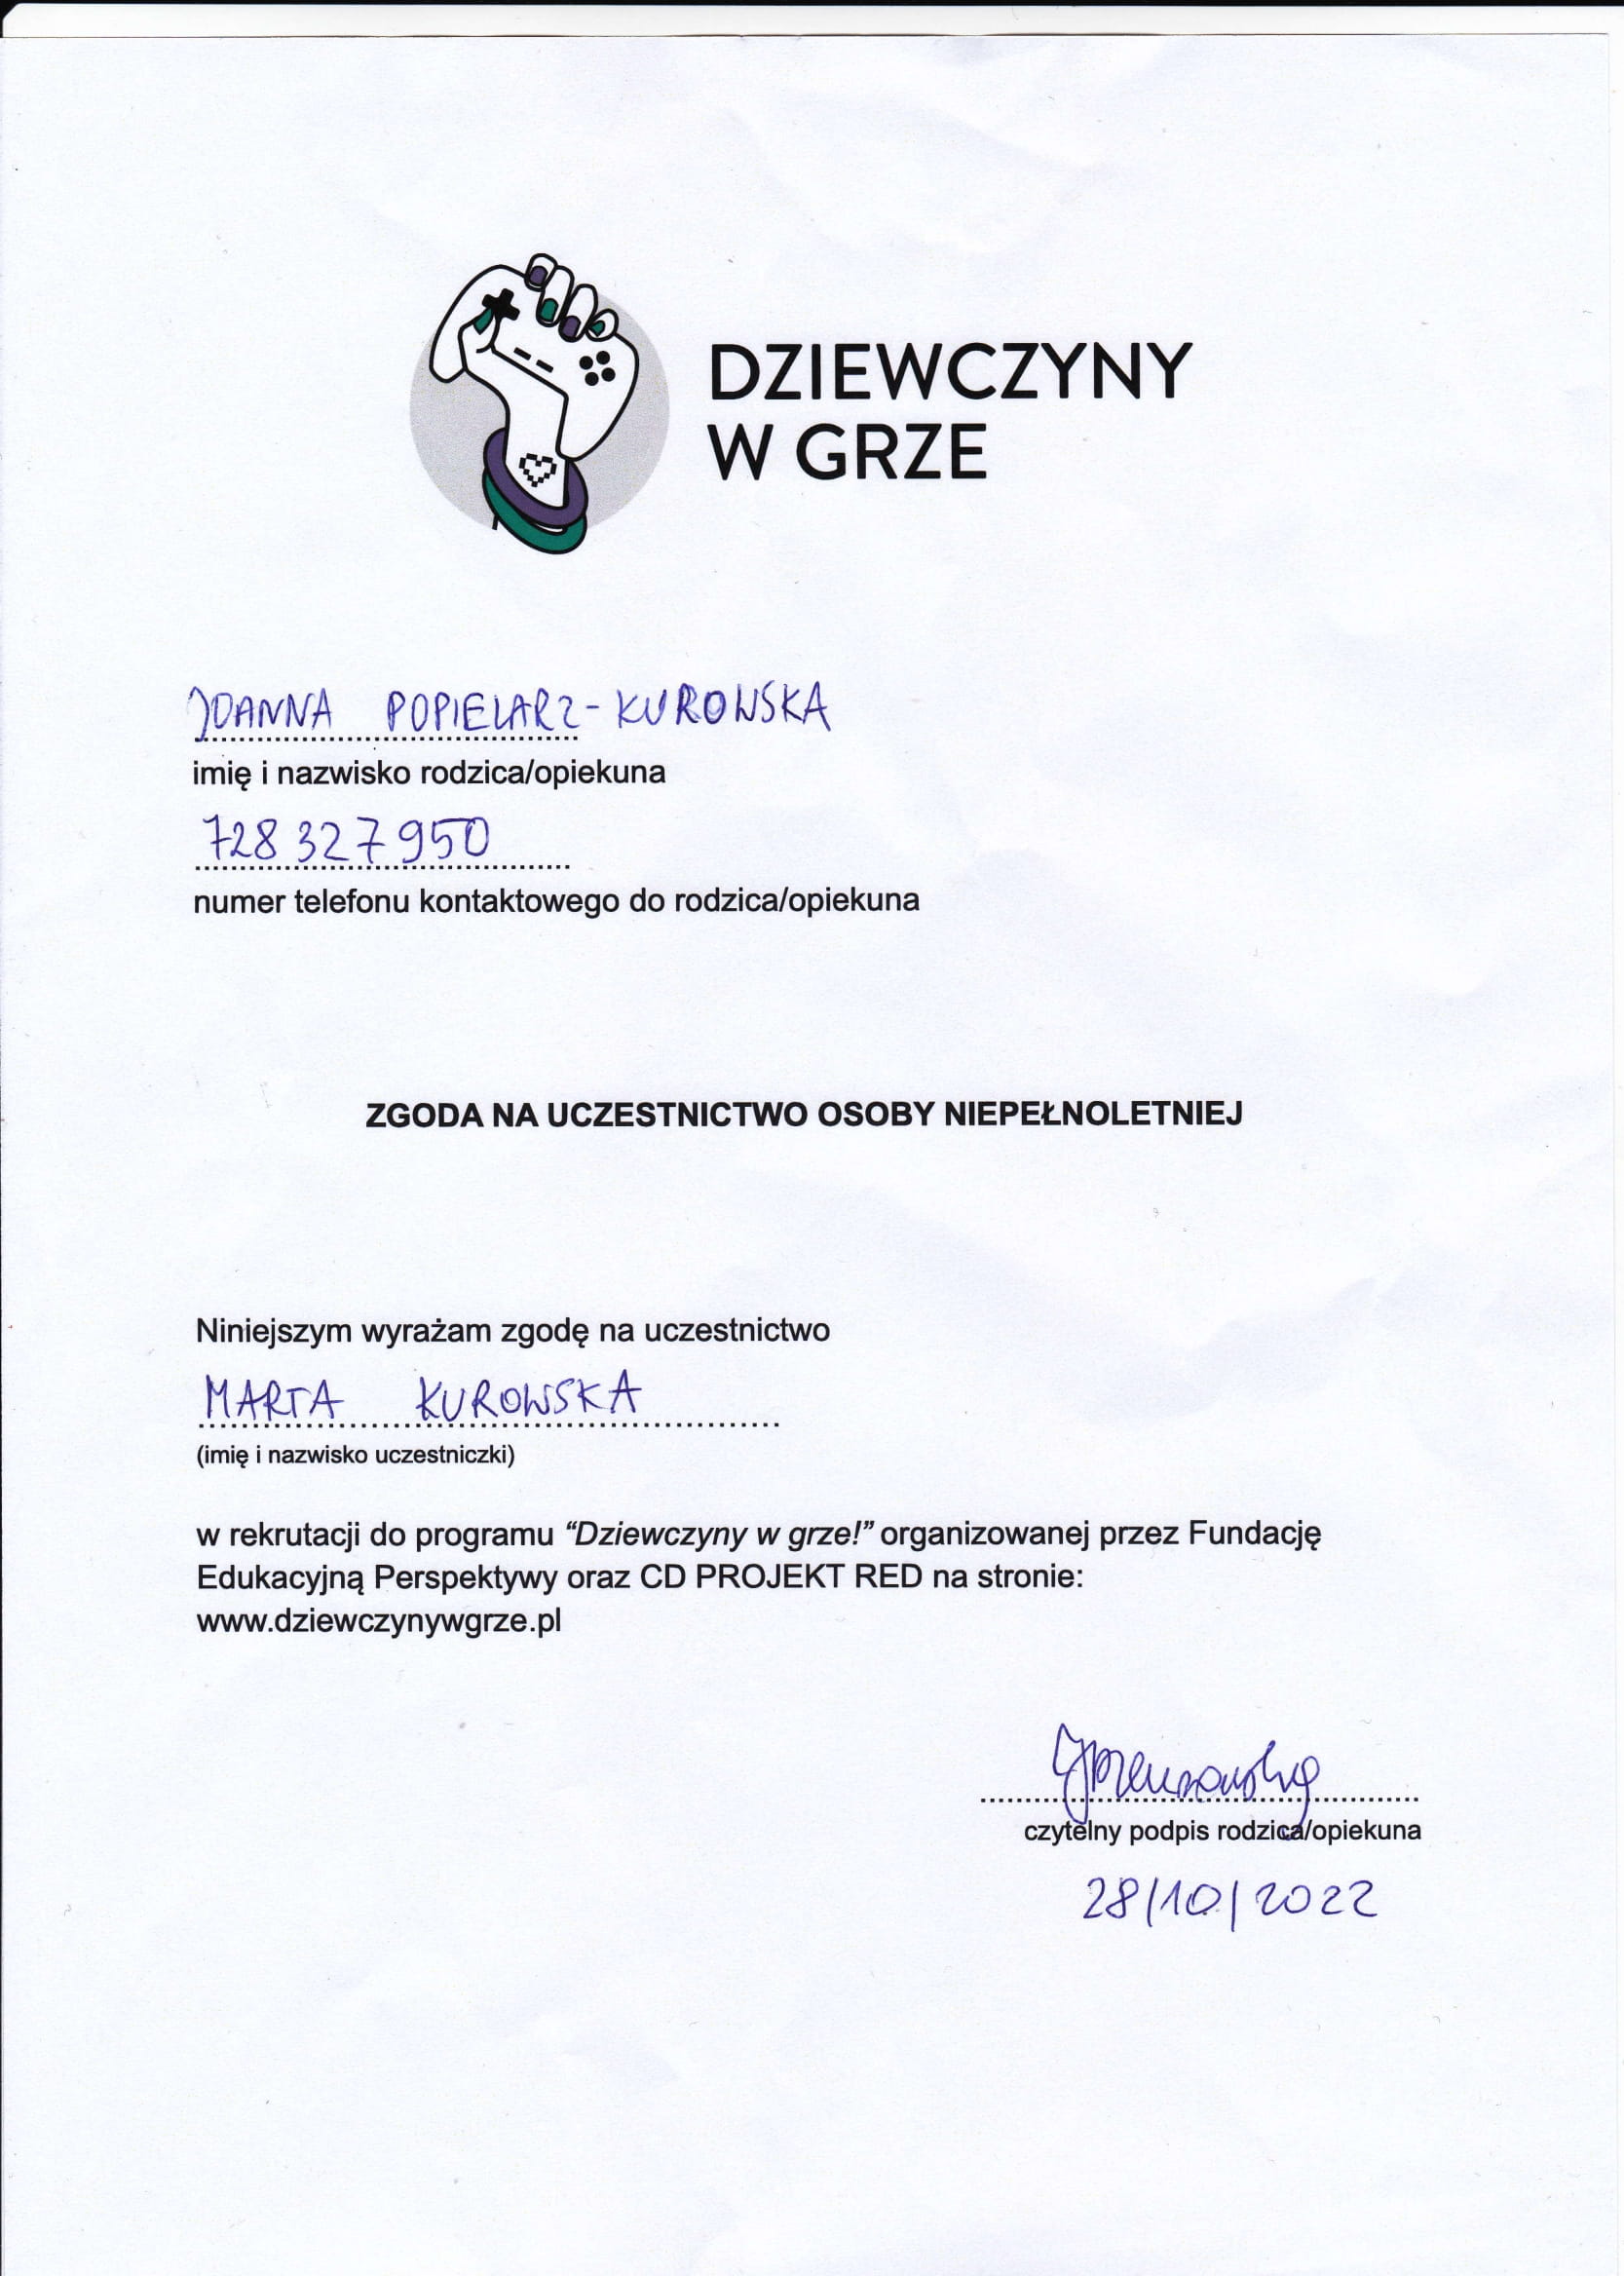 DZIEWCZYNY
W GRZE
JOANNA POPIELARZ-KUROWSKA
imię i nazwisko rodzica/opiekuna
728 327 950
numer telefonu kontaktowego do rodzica/opiekuna
ZGODA NA UCZESTNICTWO OSOBY NIEPEŁNOLETNIEJ
Niniejszym wyrażam zgodę na uczestnictwo
MARTA KUROWSKA
(imię i nazwisko uczestniczki)
w rekrutacji do programu “Dziewczyny w grze!” organizowanej przez Fundację
Edukacyjną Perspektywy oraz CD PROJEKT RED na stronie:
www.dziewczynywgrze.pl
czytelny podpis rodzica/opiekuna
28/10/2022